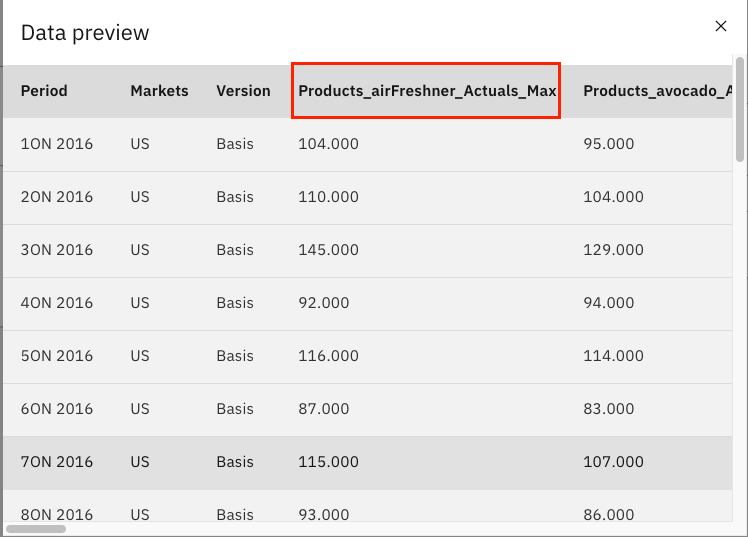 Data preview
Period Markets Version Products_airFreshner_Actuals_Max Products_avocado_A
1ON 2016 US Basis 104.000 95.000
2ON 2016 US Basis 110.000 104.000
3ON 2016 US Basis 145.000 129.000
4ON 2016 US Basis 92.000 94.000
5ON 2016 US Basis 116.000 114.000
6ON 2016 US Basis 87.000 83.000
7ON 2016 US Basis 115.000 107.000
8ON 2016 US Basis 93.000 86.000